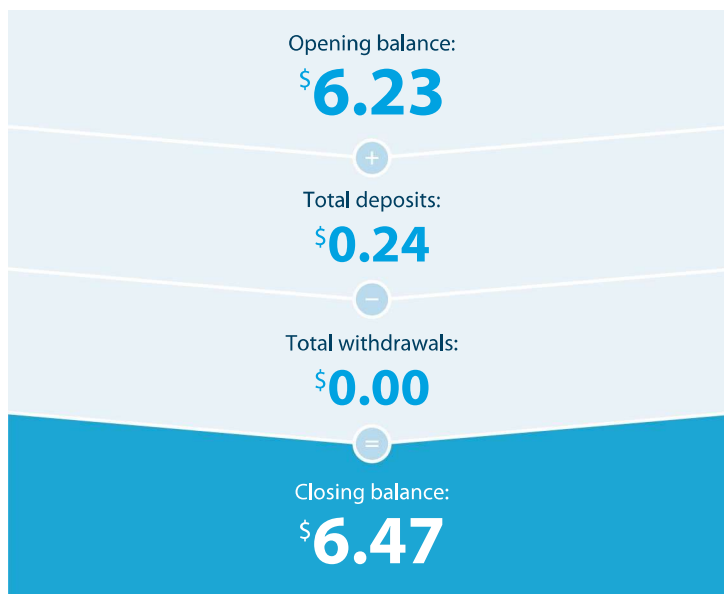 Opening balance:
$6.23
+
Total deposits:
$0.24
−
Total withdrawals:
$0.00
=
Closing balance:
$6.47